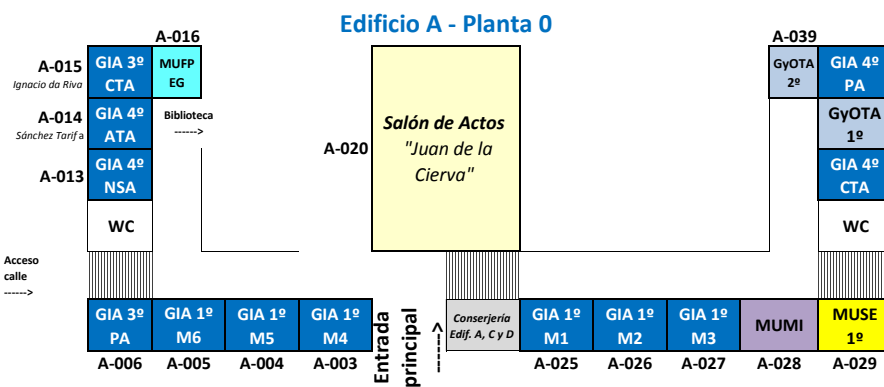 Edificio A - Planta 0
A-016
A-039
A-015
Ignacio da Riva
GIA 3º
CTA
MUFP
EG
GyOTA
2º
GIA 4º
PA
A-014
Sánchez Tarifa
GIA 4º
ATA
Biblioteca
------>
A-020
Salón de Actos
"Juan de la
Cierva"
GyOTA
1º
A-013
GIA 4º
NSA
GIA 4º
CTA
WC
WC
Acceso
calle
------>
GIA 3º
PA
GIA 1º
M6
GIA 1º
M5
GIA 1º
M4
Entrada
principal
----->
Conserjería
Edif. A, C y D
GIA 1º
M1
GIA 1º
M2
GIA 1º
M3
MUMI
MUSE
1º
A-006
A-005
A-004
A-003
A-025
A-026
A-027
A-028
A-029